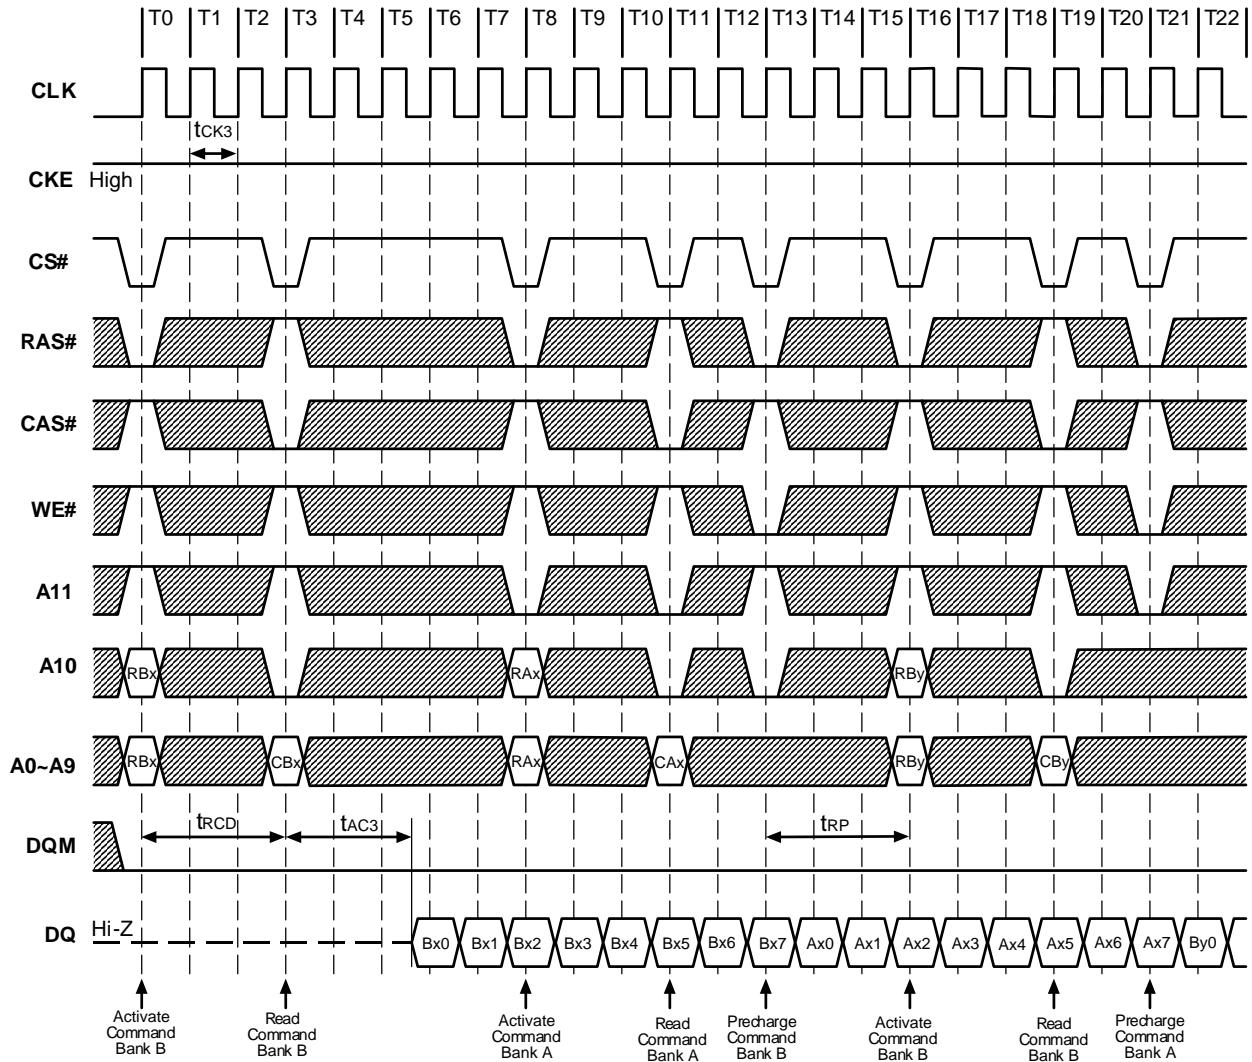 T0 T1 T2 T3 T4 T5 T6 T7 T8 T9 T10 T11 T12 T13 T14 T15 T16 T17 T18 T19 T20 T21 T22
CLK
tCK3
CKE High
CS#
RAS#
CAS#
WE#
A11
A10 RBx RAx RBy
A0~A9 RBx CBx RAx CAx RBy CBy
tRCD tAC3 tRP
DQM
DQ Hi-Z Bx0 Bx1 Bx2 Bx3 Bx4 Bx5 Bx6 Bx7 Ax0 Ax1 Ax2 Ax3 Ax4 Ax5 Ax6 Ax7 By0
Activate
Command
Bank B
Read
Command
Bank B
Activate
Command
Bank A
Read
Command
Bank A
Precharge
Command
Bank B
Activate
Command
Bank B
Read
Command
Bank B
Precharge
Command
Bank A